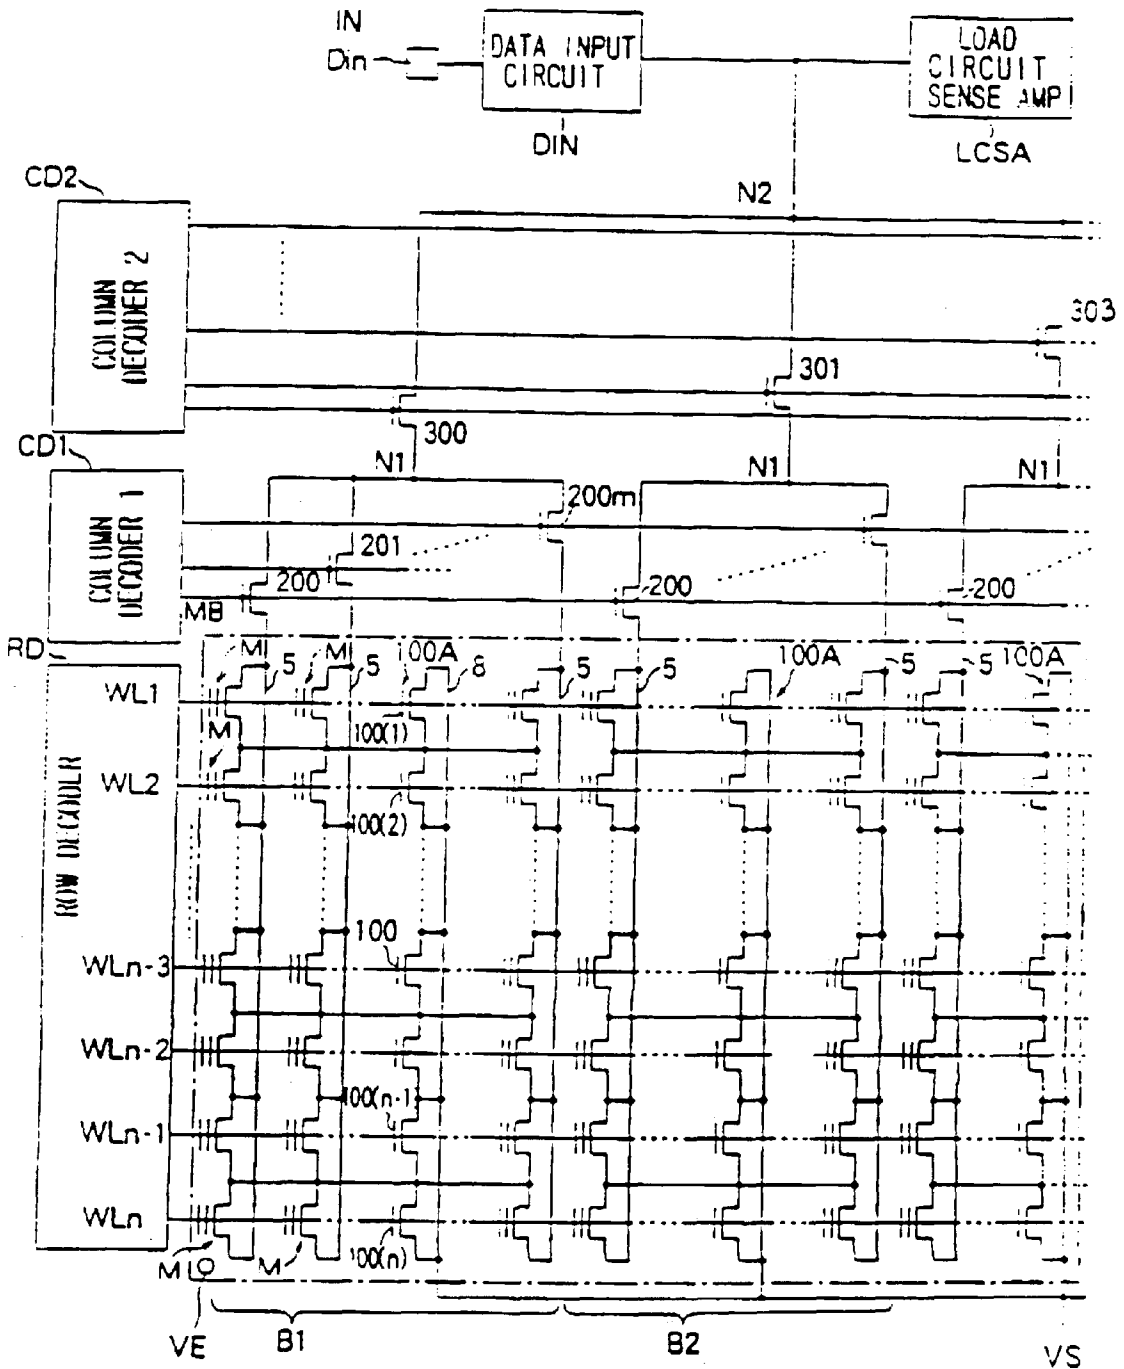 IN
Din
DATA INPUT
CIRCUIT
LOAD
CIRCUIT
SENSE AMP
DIN
LCSA
CD2
N2
COLUMN
DECODER 2
303
301
300
CD1
N1
N1
N1
COLUMN
DECODER 1
200m
201
200
200
200
MB
RD
M
5
M
5
100A
8
5
5
100A
5
5
100A
WL1
100(1)
M
WL2
100(2)
ROW DECODER
100
WLn-3
WLn-2
100(n-1)
WLn-1
WLn
M
M
100(n)
VE
B1
B2
VS